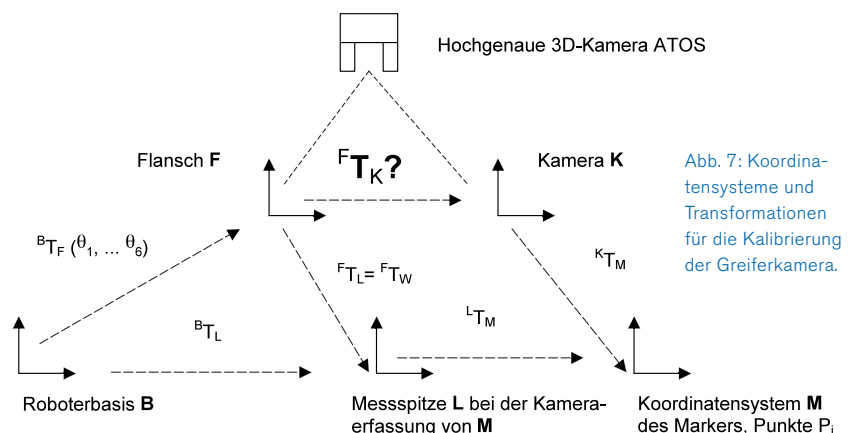 Hochgenaue 3D-Kamera ATOS
Flansch F
FTK?
Kamera K
Abb. 7: Koordina-
tensysteme und
Transformationen
für die Kalibrierung
der Greiferkamera.
BTF (θ1, ... θ6)
FTL= FTW
KTM
BTL
LTM
Roboterbasis B
Messspitze L bei der Kamera-
erfassung von M
Koordinatensystem M
des Markers, Punkte Pi